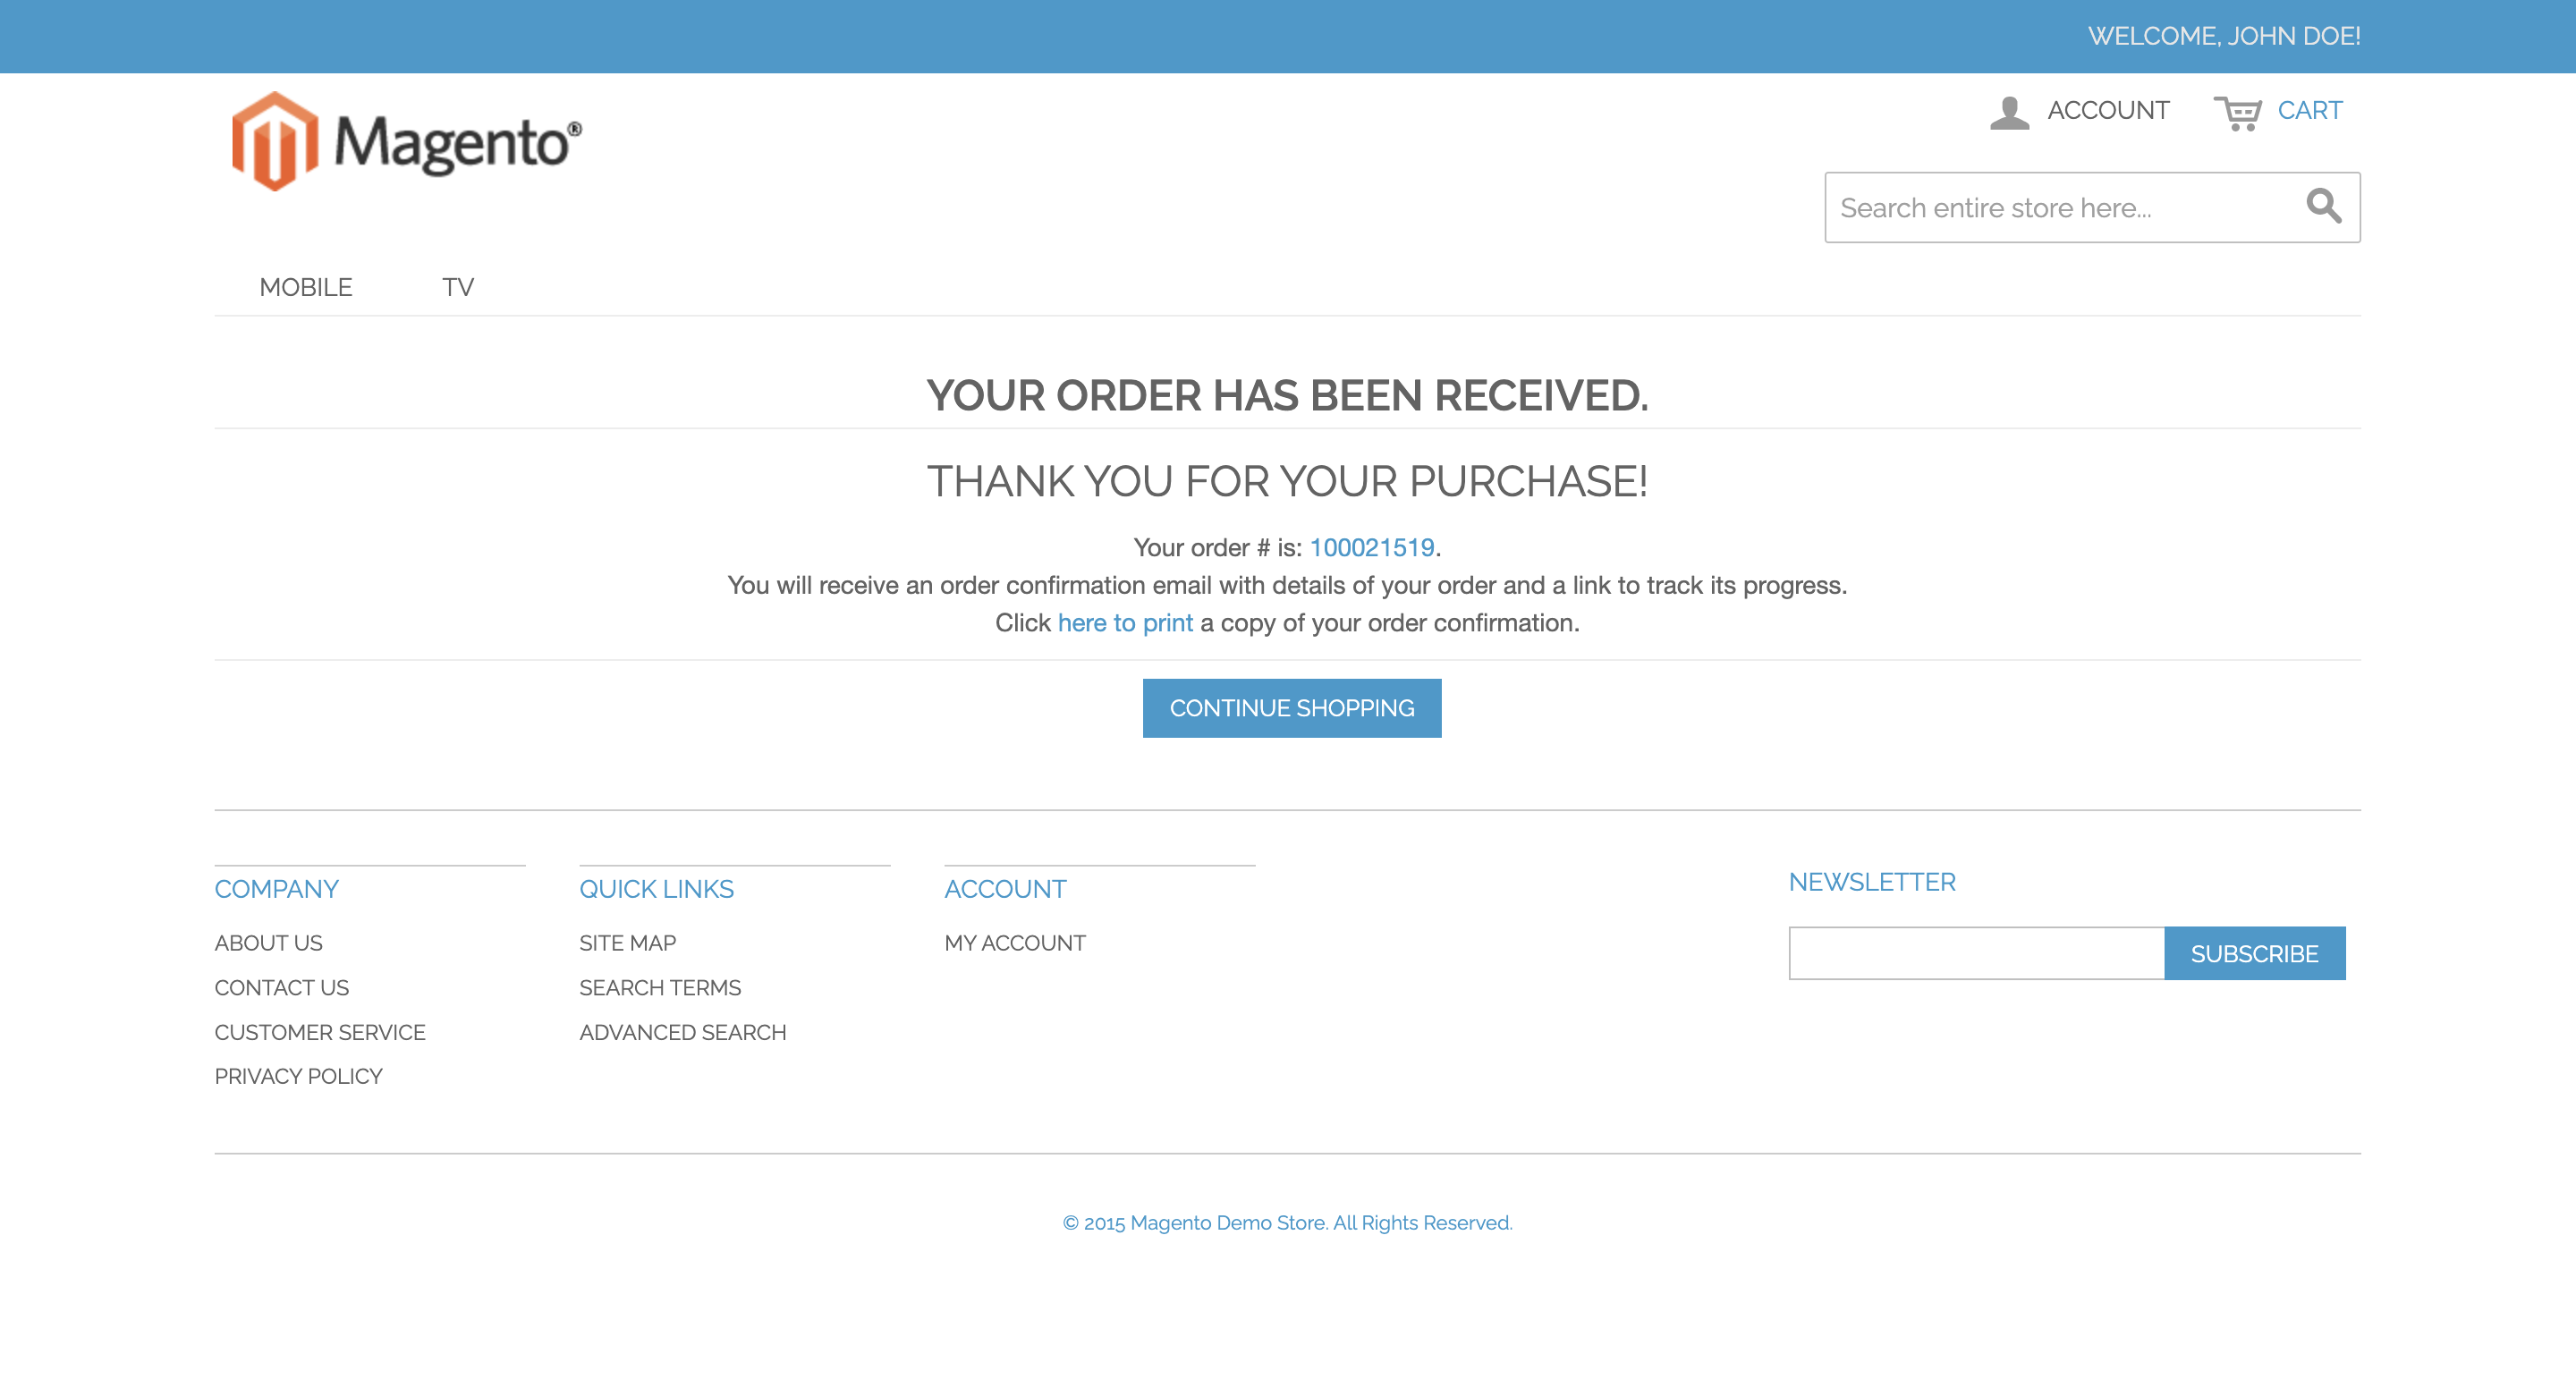 WELCOME, JOHN DOE!
Magento®
ACCOUNT
CART
Search entire store here...
MOBILE
TV
YOUR ORDER HAS BEEN RECEIVED.
THANK YOU FOR YOUR PURCHASE!
Your order # is: 100021519.
You will receive an order confirmation email with details of your order and a link to track its progress.
Click here to print a copy of your order confirmation.
CONTINUE SHOPPING
COMPANY
ABOUT US
CONTACT US
CUSTOMER SERVICE
PRIVACY POLICY
QUICK LINKS
SITE MAP
SEARCH TERMS
ADVANCED SEARCH
ACCOUNT
MY ACCOUNT
NEWSLETTER
SUBSCRIBE
© 2015 Magento Demo Store. All Rights Reserved.